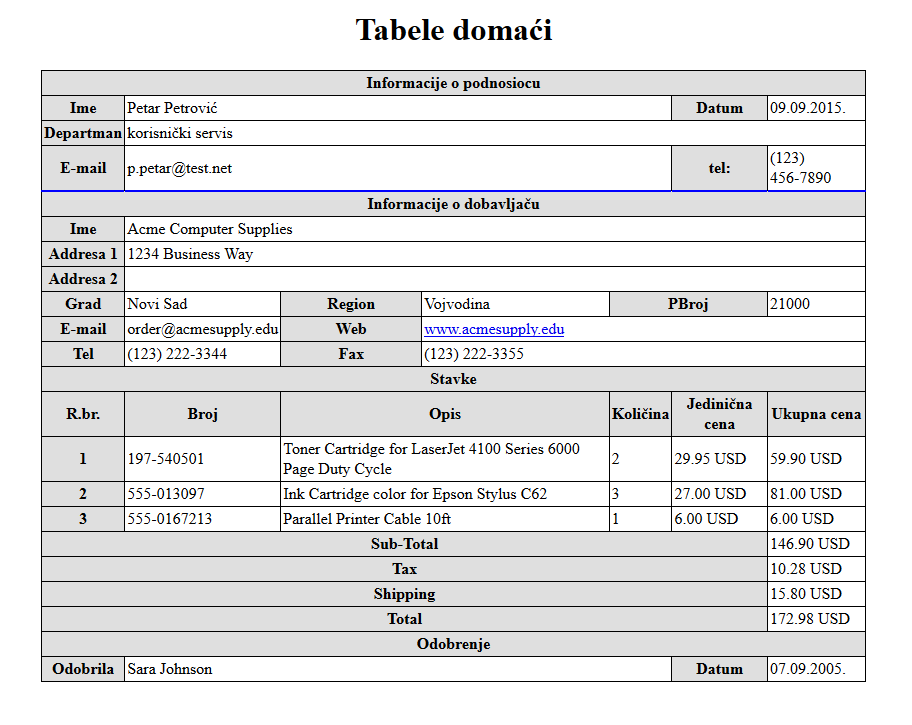 Tabele domaći
Informacije o podnosiocu
Ime Petar Petrović Datum 09.09.2015.
Departman korisnički servis
E-mail p.petar@test.net tel: (123)
456-7890
Informacije o dobavljaču
Ime Acme Computer Supplies
Addresa 1 1234 Business Way
Addresa 2
Grad Novi Sad Region Vojvodina PBroj 21000
E-mail order@acmesupply.edu Web www.acmesupply.edu
Tel (123) 222-3344 Fax (123) 222-3355
Stavke
R.br. Broj Opis Količina Jedinična
cena Ukupna cena
1 197-540501 Toner Cartridge for LaserJet 4100 Series 6000
Page Duty Cycle 2 29.95 USD 59.90 USD
2 555-013097 Ink Cartridge color for Epson Stylus C62 3 27.00 USD 81.00 USD
3 555-0167213 Parallel Printer Cable 10ft 1 6.00 USD 6.00 USD
Sub-Total 146.90 USD
Tax 10.28 USD
Shipping 15.80 USD
Total 172.98 USD
Odobrenje
Odobrila Sara Johnson Datum 07.09.2005.